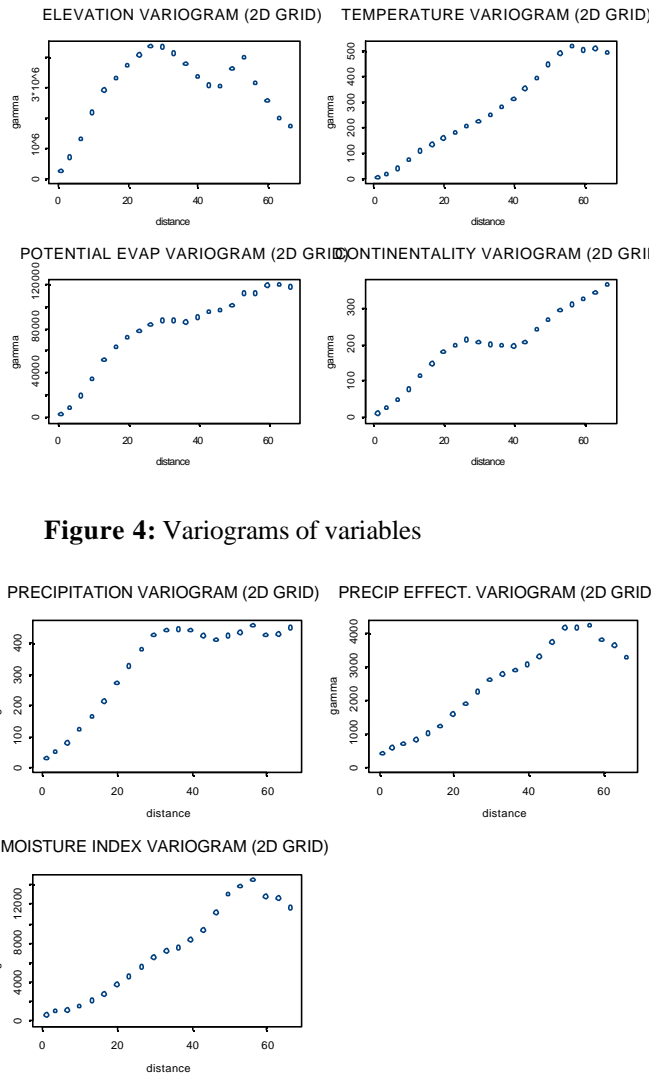 ELEVATION VARIOGRAM (2D GRID)
TEMPERATURE VARIOGRAM (2D GRID)
gamma
0 10^6 3*10^6
0 20 40 60
distance
gamma
0 100 200 300 400 500
0 20 40 60
distance
POTENTIAL EVAP VARIOGRAM (2D GRID)
CONTINENTALITY VARIOGRAM (2D GRI
gamma
0 40000 80000 120000
0 20 40 60
distance
gamma
0 100 200 300
0 20 40 60
distance
Figure 4: Variograms of variables
PRECIPITATION VARIOGRAM (2D GRID)
PRECIP EFFECT. VARIOGRAM (2D GRID
0 100 200 300 400
0 20 40 60
distance
gamma
0 1000 2000 3000 4000
0 20 40 60
distance
MOISTURE INDEX VARIOGRAM (2D GRID)
0 4000 8000 12000
0 20 40 60
distance